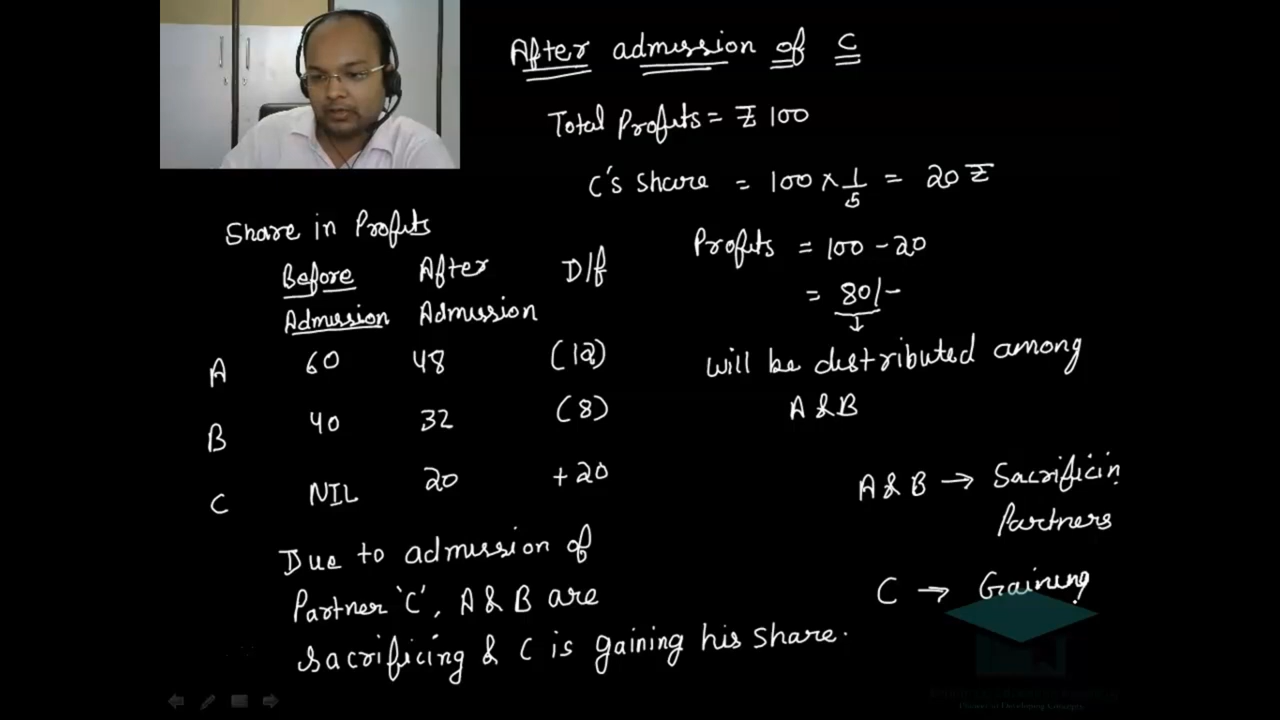 After admission of C
Total Profits = ₹ 100
C's share = 100 × 1/5 = 20 ₹
Share in Profits
Before Admission After Admission D/f
A 60 48 (12)
B 40 32 (8)
C NIL 20 +20
Profits = 100 - 20
= 80/-
↓
will be distributed among
A & B
A & B → Sacrificin
Partners
C → Gaining
Due to admission of
Partner 'C', A & B are
sacrificing & C is gaining his share.